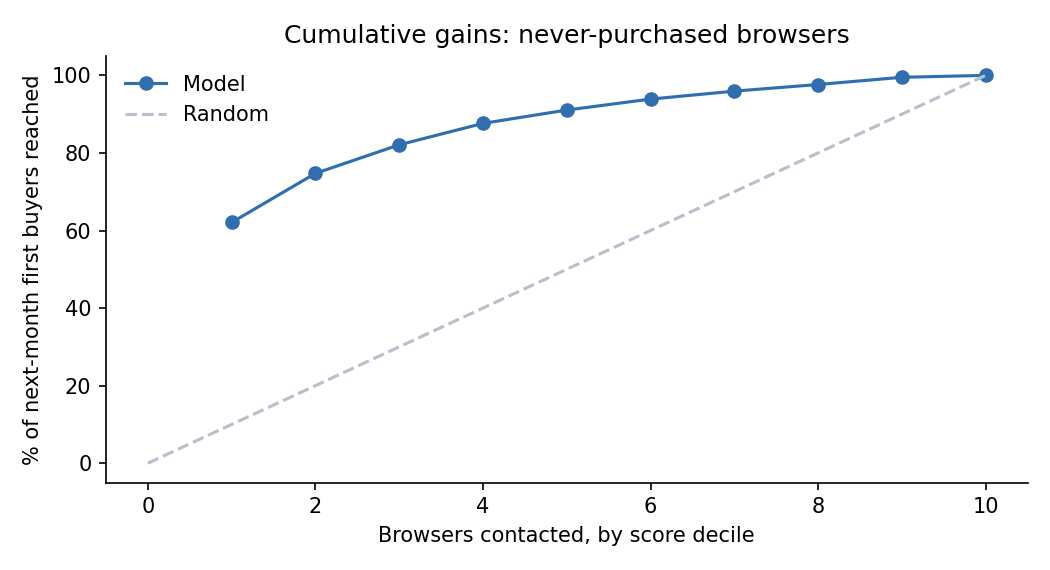 Cumulative gains: never-purchased browsers
% of next-month first buyers reached
100
80
60
40
20
0
Model
Random
0 2 4 6 8 10
Browsers contacted, by score decile